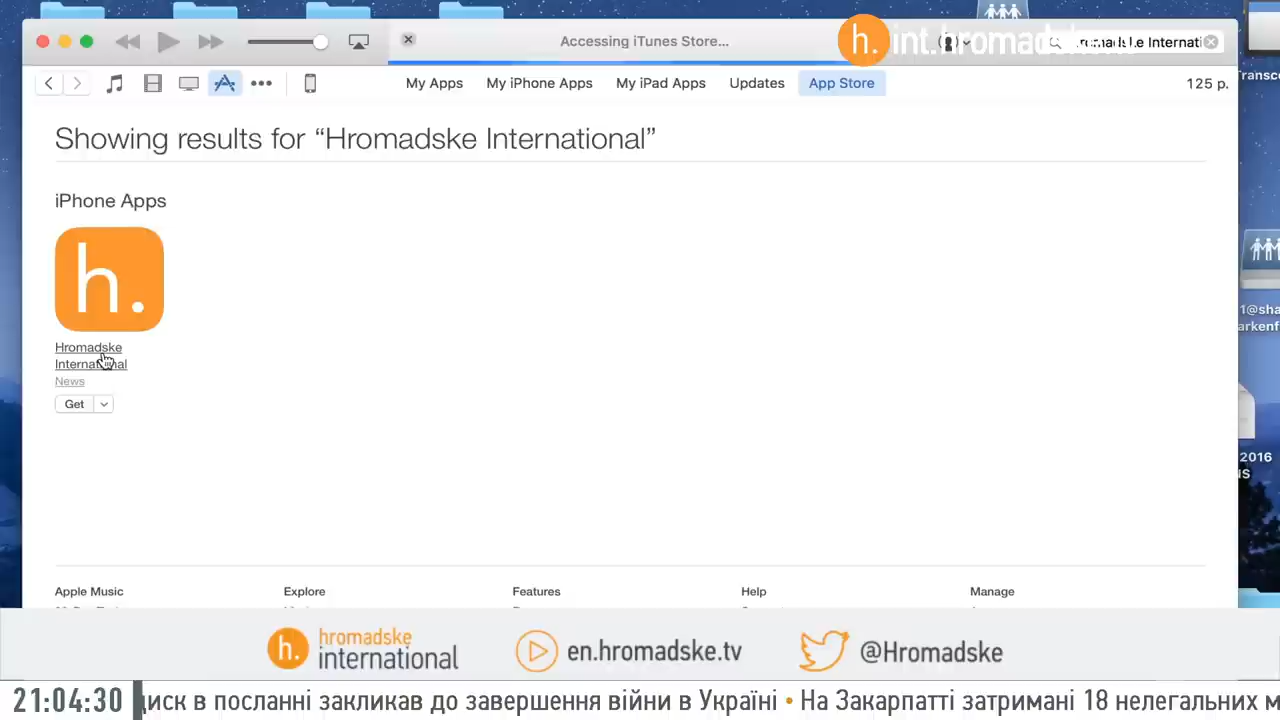 Accessing iTunes Store...
h. int.hromadske
My Apps
My iPhone Apps
My iPad Apps
Updates
App Store
125 р.
Showing results for “Hromadske International”
iPhone Apps
h.
Hromadske
International
News
Get
2016
Apple Music
Explore
Features
Help
Manage
h. hromadske
international
en.hromadske.tv
@Hromadske
21:04:30
в посланні закликав до завершення війни в Україні • На Закарпатті затримані 18 нелегальних